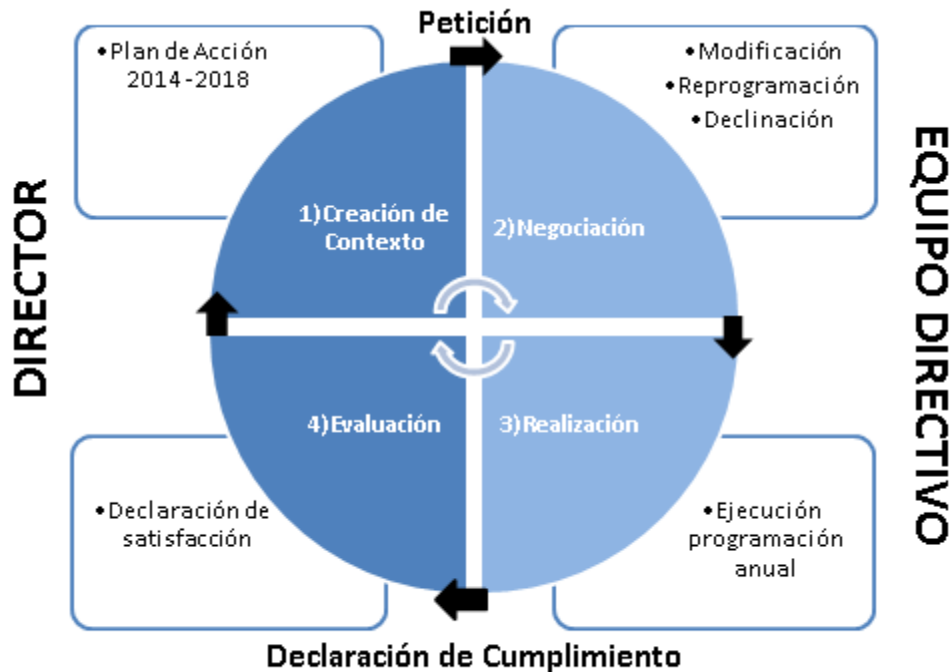 Petición
•Plan de Acción
2014-2018
•Modificación
•Reprogramación
•Declinación
DIRECTOR
EQUIPO DIRECTIVO
1)Creación de
Contexto
2)Negociación
4)Evaluación
3)Realización
•Declaración de
satisfacción
•Ejecución
programación
anual
Declaración de Cumplimiento